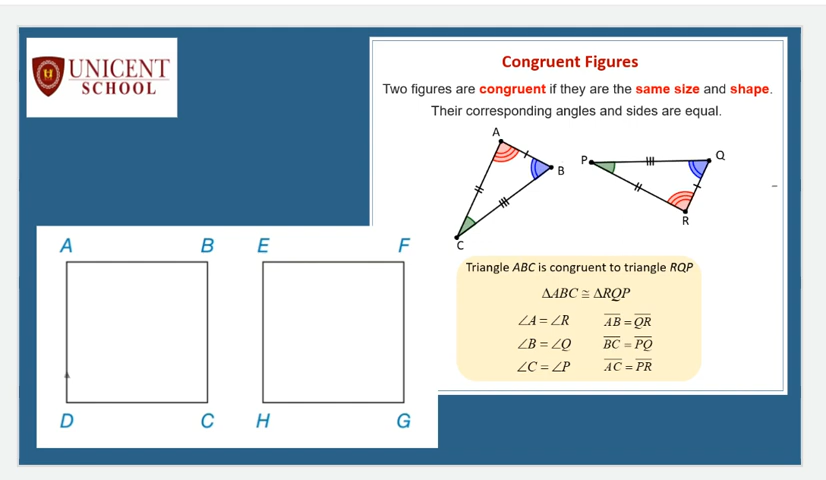 UNICENT
SCHOOL
Congruent Figures
Two figures are congruent if they are the same size and shape.
Their corresponding angles and sides are equal.
A
B
C
P
Q
R
Triangle ABC is congruent to triangle RQP
ΔABC ≅ ΔRQP
∠A = ∠R AB = QR
∠B = ∠Q BC = PQ
∠C = ∠P AC = PR
A B E F
D C H G